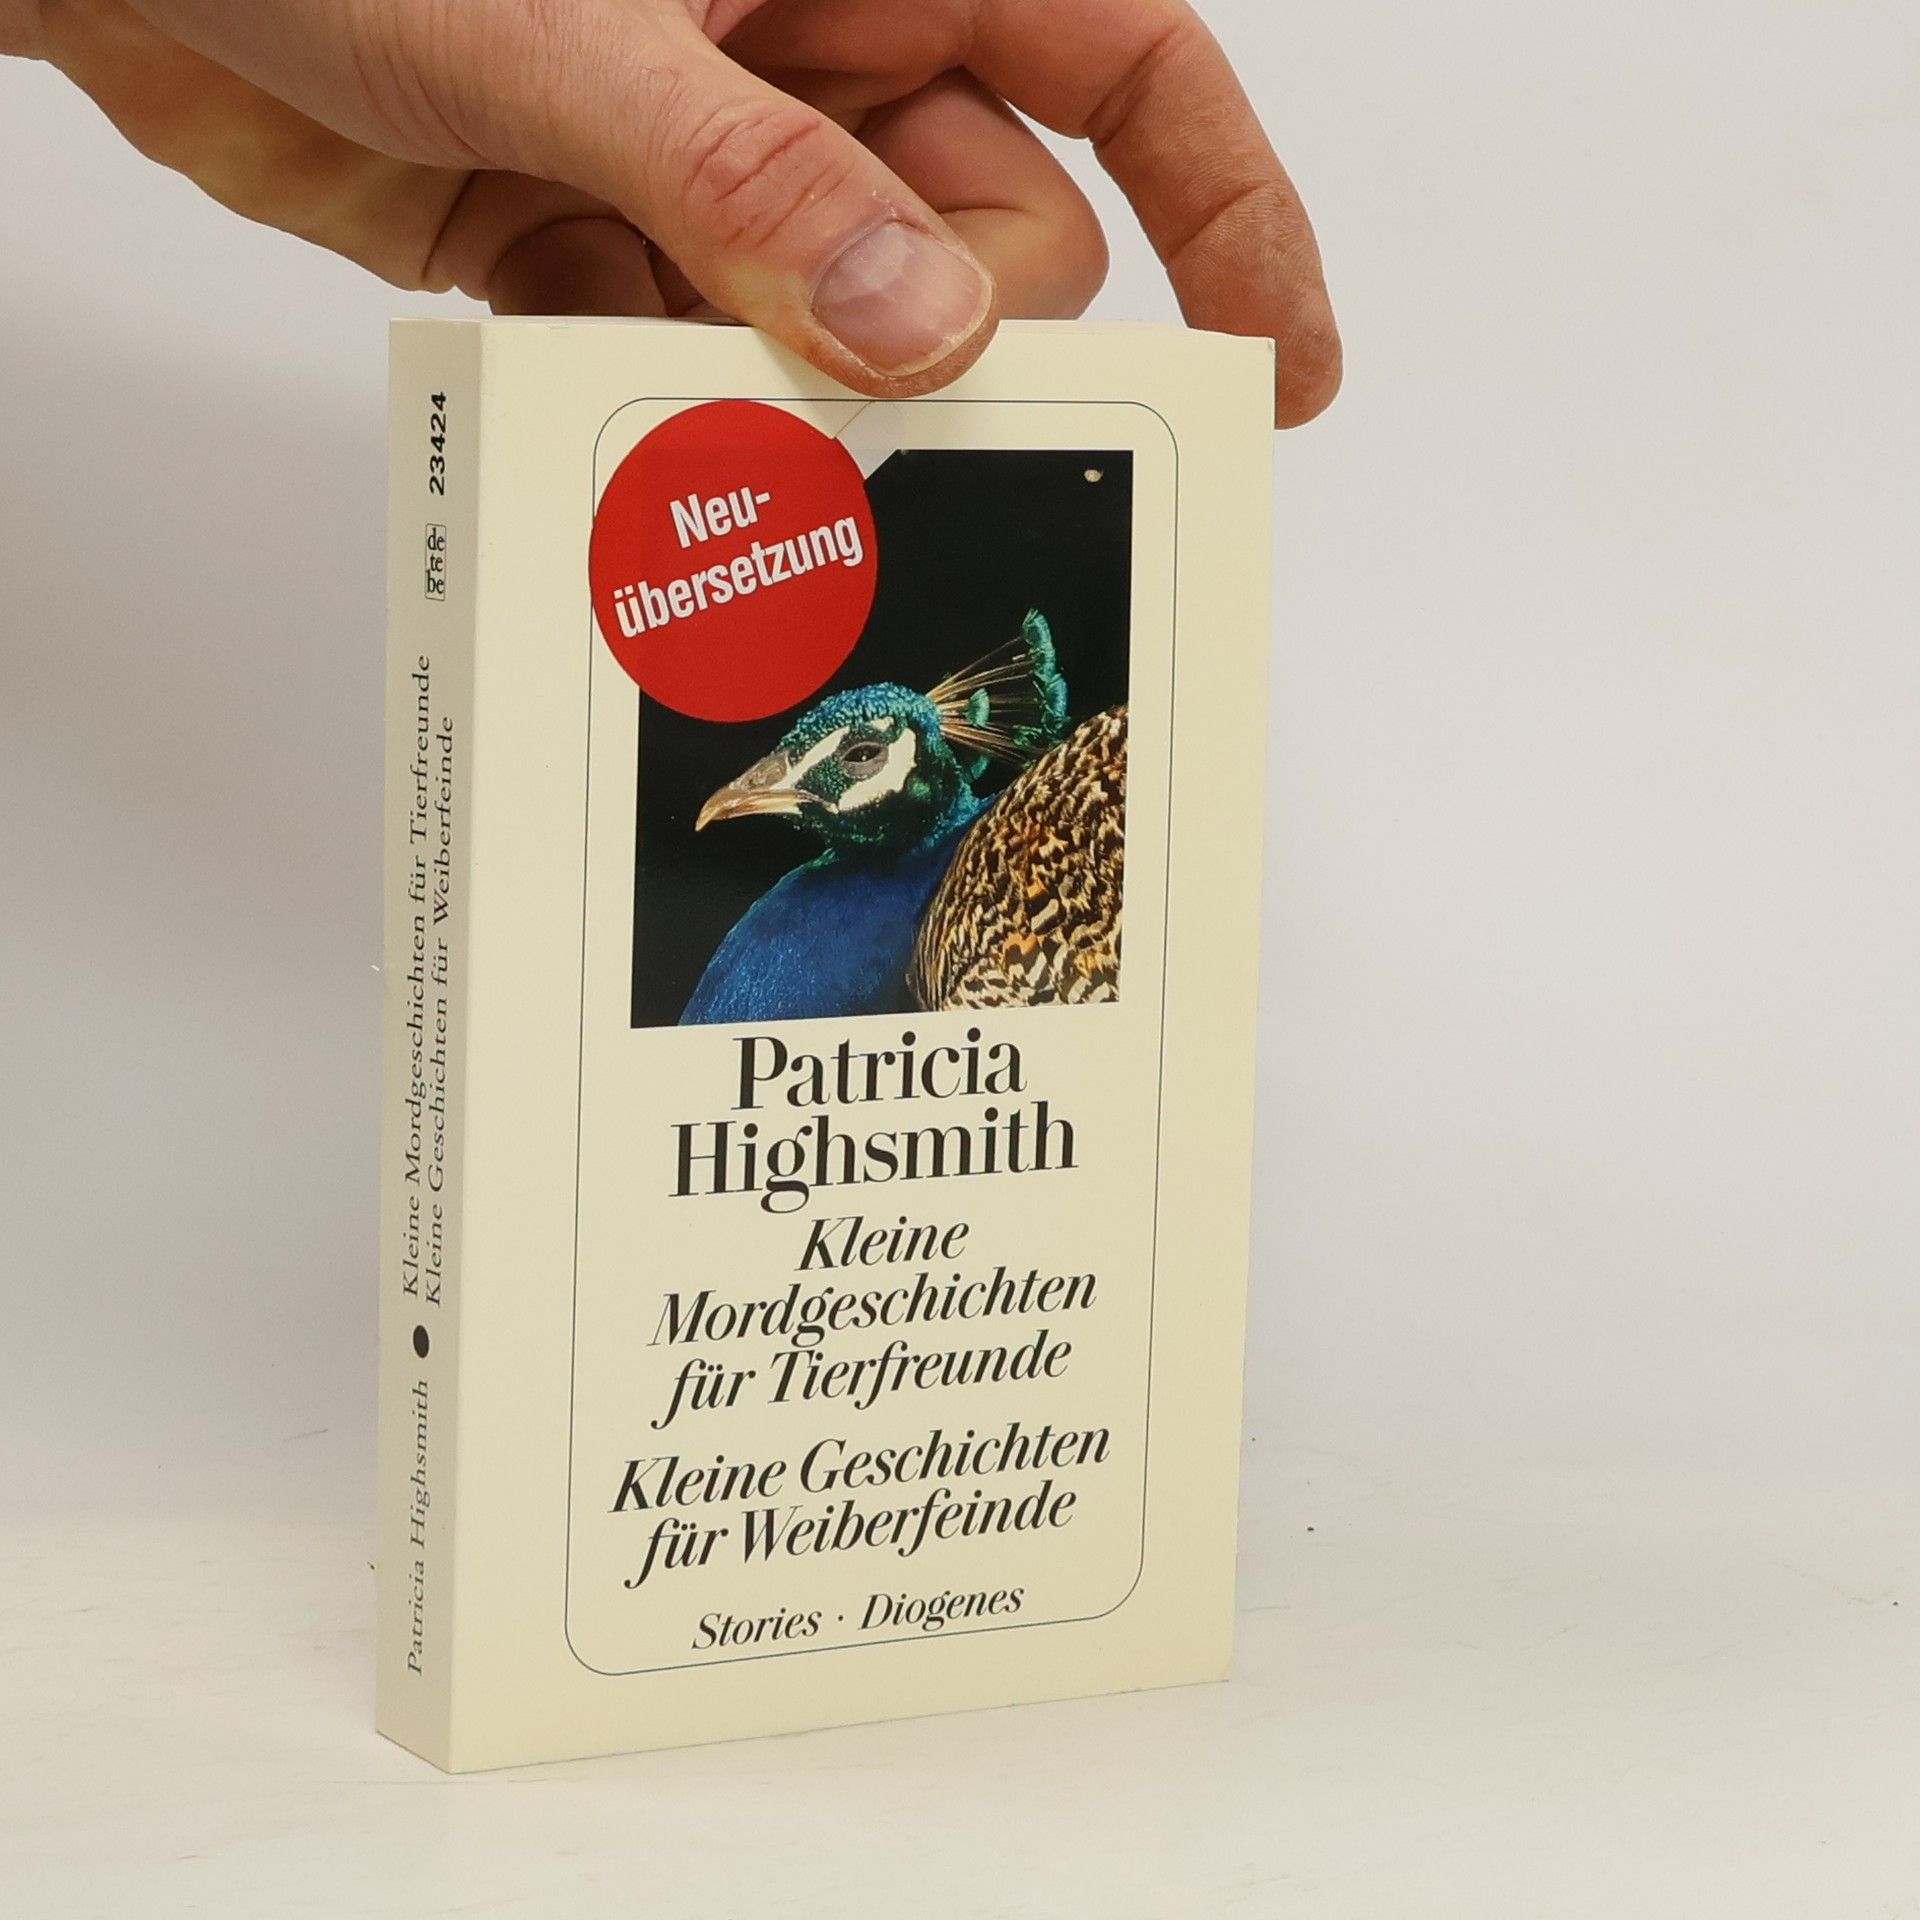 Neu-
übersetzung
Patricia
Highsmith
Kleine
Mordgeschichten
für Tierfreunde
Kleine Geschichten
für Weiberfeinde
Stories · Diogenes
Patricia Highsmith ● Kleine Mordgeschichten für Tierfreunde
Kleine Geschichten für Weiberfeinde
23424